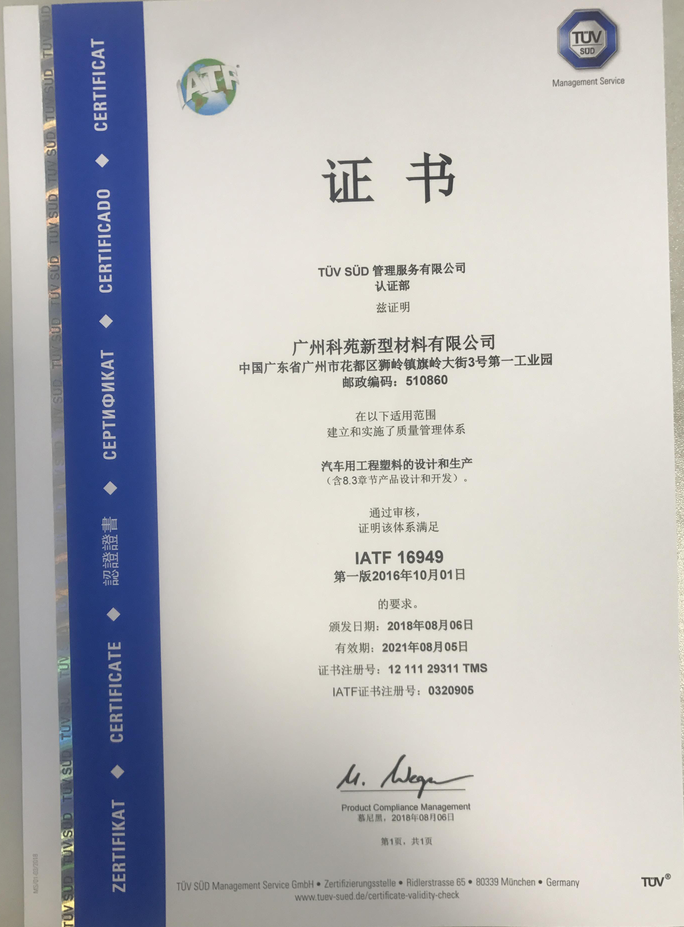 IATF
TÜV
SÜD
Management Service
证书
TÜV SÜD 管理服务有限公司
认证部
兹证明
广州科苑新型材料有限公司
中国广东省广州市花都区狮岭镇旗岭大街3号第一工业园
邮政编码：510860
在以下适用范围
建立和实施了质量管理体系
汽车用工程塑料的设计和生产
（含8.3章节产品设计和开发）。
通过审核，
证明该体系满足
IATF 16949
第一版2016年10月01日
的要求。
颁发日期：2018年08月06日
有效期：2021年08月05日
证书注册号：12 111 29311 TMS
IATF证书注册号：0320905
Product Compliance Management
慕尼黑，2018年08月06日
第1页，共1页
TÜV SÜD Management Service GmbH • Zertifizierungsstelle • Ridlerstrasse 65 • 80339 München • Germany
www.tuev-sued.de/certificate-validity-check
TÜV®
ZERTIFIKAT ◆ CERTIFICATE ◆ 認證證書 ◆ СЕРТИФИКАТ ◆ CERTIFICADO ◆ CERTIFICAT